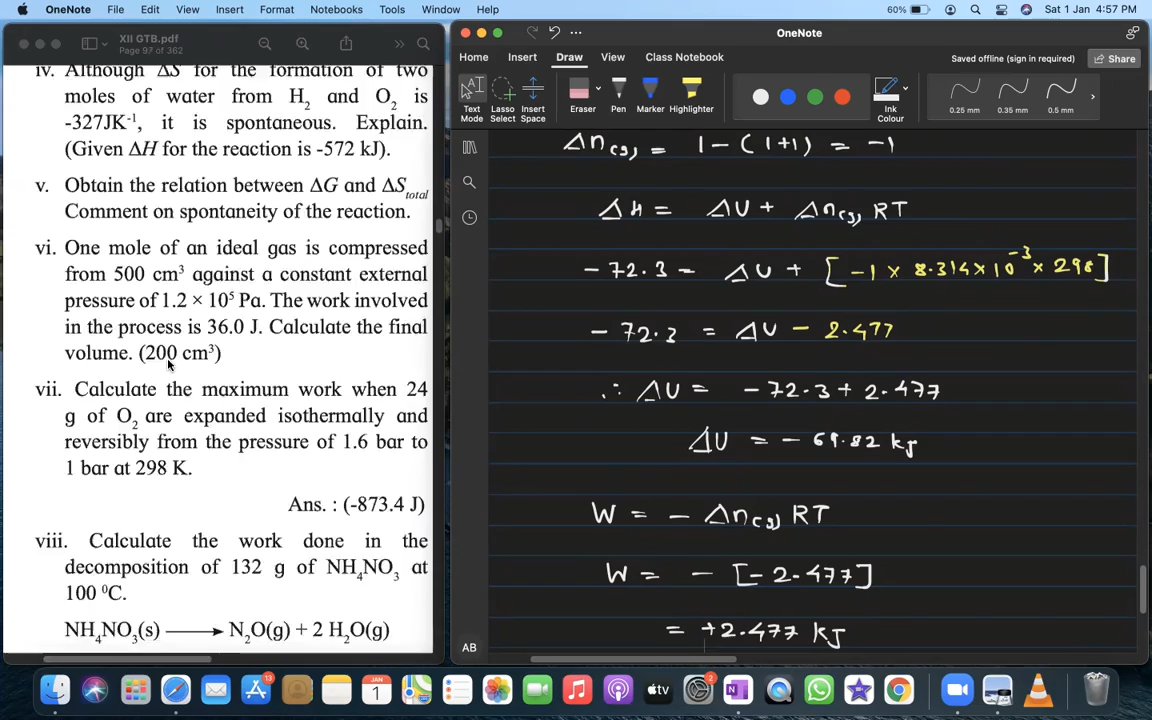 OneNote File Edit View Insert Format Notebooks Tools Window Help 60% Sat 1 Jan 4:57 PM
XII GTB.pdf
Page 97 of 362
OneNote
Home Insert Draw View Class Notebook Saved offline (sign in required) Share
Text Mode
Lasso Select
Insert Space
Eraser
Pen
Marker
Highlighter
Ink Colour
0.25 mm 0.35 mm 0.5 mm
iv. Although ΔS for the formation of two
moles of water from H₂ and O₂ is
-327JK⁻¹, it is spontaneous. Explain.
(Given ΔH for the reaction is -572 kJ).
v. Obtain the relation between ΔG and ΔS total
Comment on spontaneity of the reaction.
vi. One mole of an ideal gas is compressed
from 500 cm³ against a constant external
pressure of 1.2 × 10⁵ Pa. The work involved
in the process is 36.0 J. Calculate the final
volume. (200 cm³)
vii. Calculate the maximum work when 24
g of O₂ are expanded isothermally and
reversibly from the pressure of 1.6 bar to
1 bar at 298 K.
Ans. : (-873.4 J)
viii. Calculate the work done in the
decomposition of 132 g of NH₄NO₃ at
100 ⁰C.
NH₄NO₃(s) ⟶ N₂O(g) + 2 H₂O(g)
Δn(g) = 1 - (1+1) = -1
ΔH = ΔU + Δn(g) RT
-72.3 = ΔU + [-1 × 8.314 × 10⁻³ × 298]
-72.3 = ΔU - 2.477
∴ ΔU = -72.3 + 2.477
ΔU = -69.82 kJ
W = - Δn(g) RT
W = - [-2.477]
= +2.477 kJ
AB
13
1
2
tv